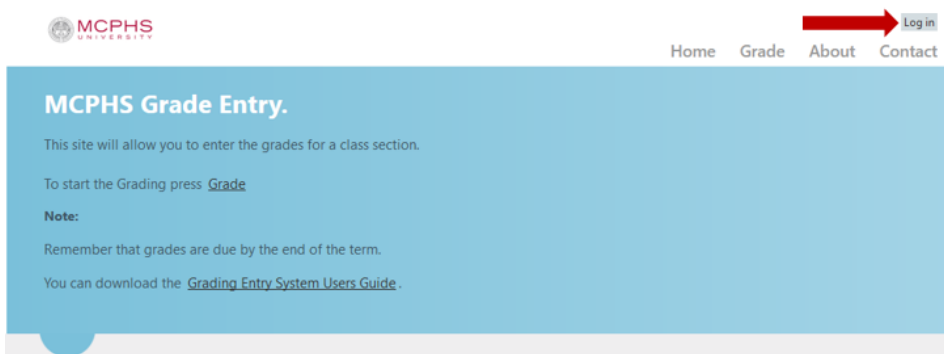 MCPHS
UNIVERSITY
Log in
Home Grade About Contact
MCPHS Grade Entry.
This site will allow you to enter the grades for a class section.
To start the Grading press Grade
Note:
Remember that grades are due by the end of the term.
You can download the Grading Entry System Users Guide.